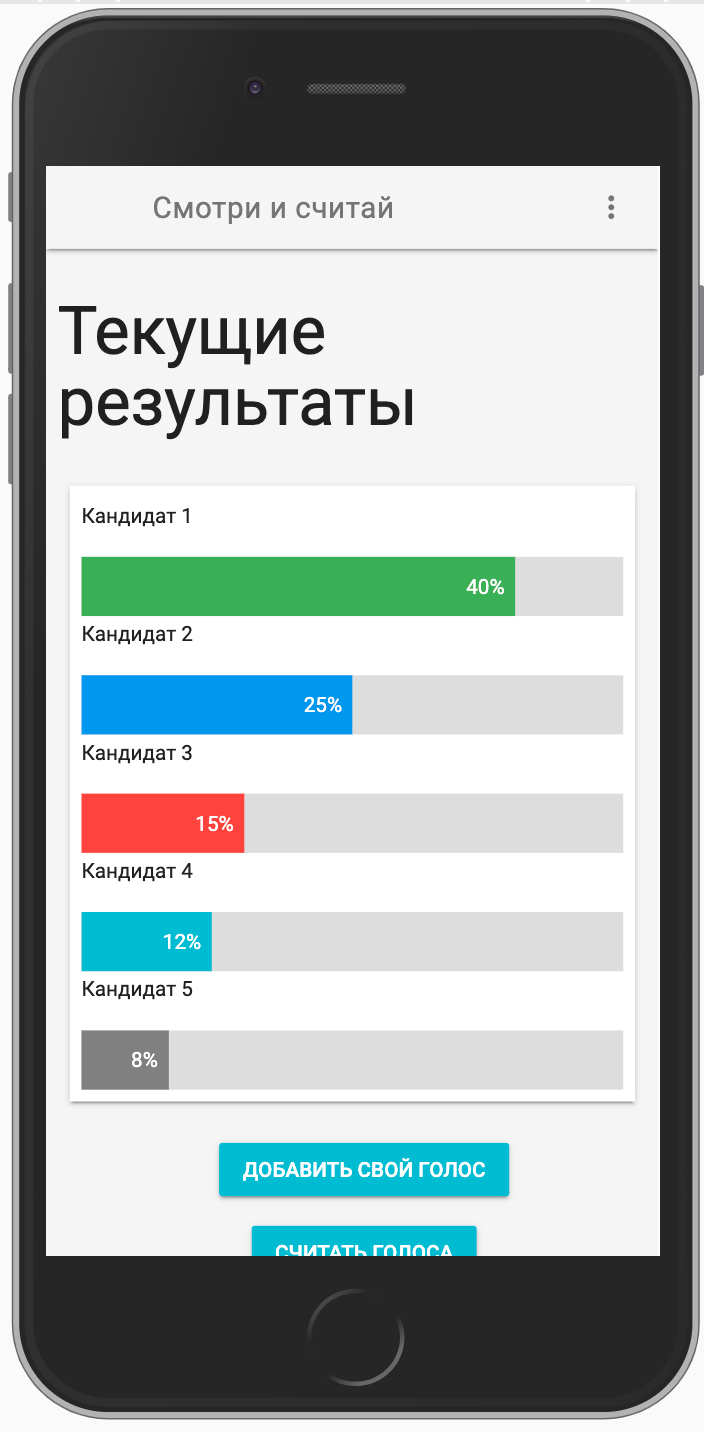 Смотри и считай
Текущие
результаты
Кандидат 1
40%
Кандидат 2
25%
Кандидат 3
15%
Кандидат 4
12%
Кандидат 5
8%
ДОБАВИТЬ СВОЙ ГОЛОС
СЧИТАТЬ ГОЛОСА